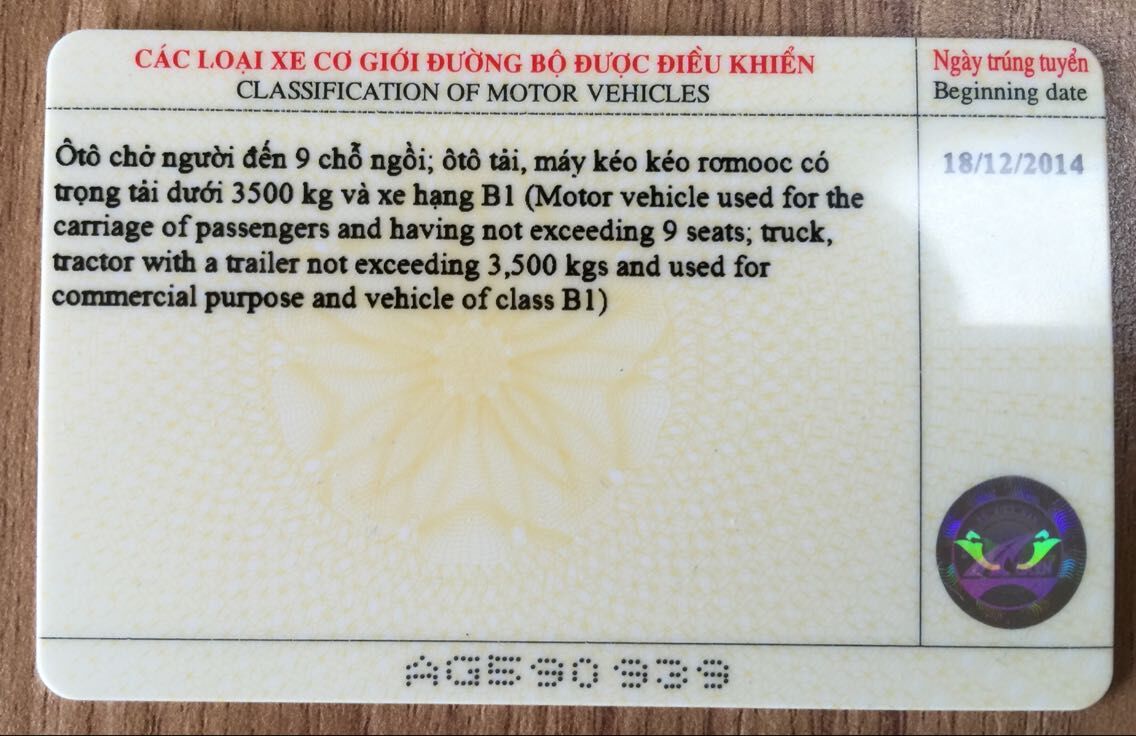 CÁC LOẠI XE CƠ GIỚI ĐƯỜNG BỘ ĐƯỢC ĐIỀU KHIỂN
CLASSIFICATION OF MOTOR VEHICLES
Ngày trúng tuyển
Beginning date
Ôtô chở người đến 9 chỗ ngồi; ôtô tải, máy kéo kéo rơmooc có
trọng tải dưới 3500 kg và xe hạng B1 (Motor vehicle used for the
carriage of passengers and having not exceeding 9 seats; truck,
tractor with a trailer not exceeding 3,500 kgs and used for
commercial purpose and vehicle of class B1)
18/12/2014
AG590939